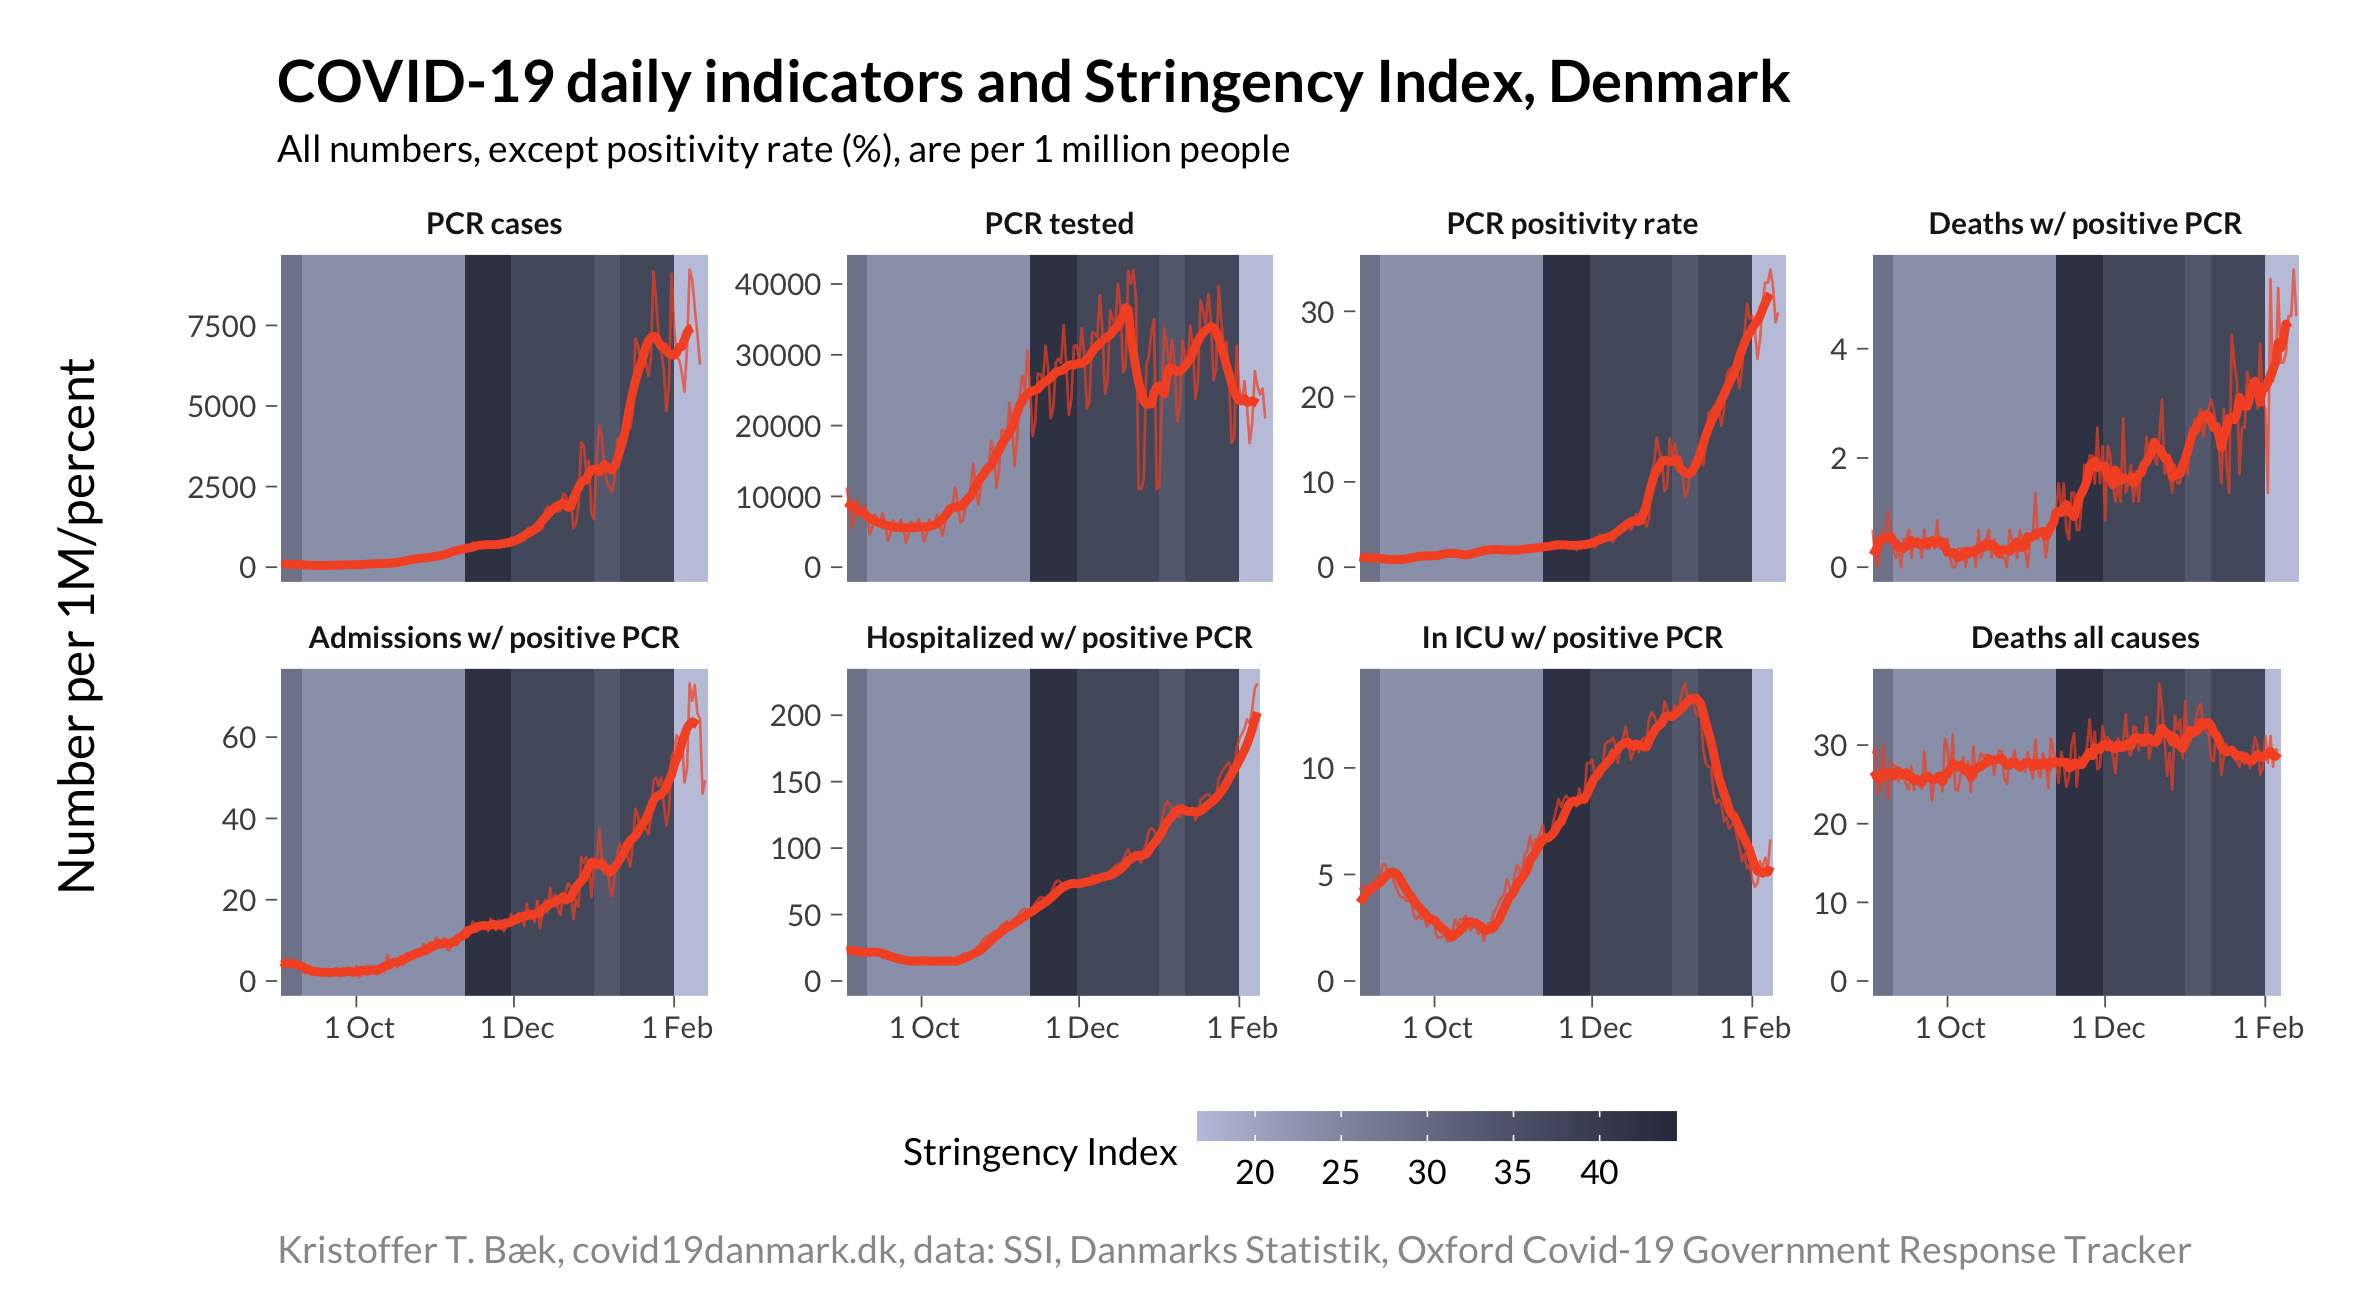 COVID-19 daily indicators and Stringency Index, Denmark
All numbers, except positivity rate (%), are per 1 million people
Number per 1M/percent
PCR cases
7500
5000
2500
0
PCR tested
40000
30000
20000
10000
0
PCR positivity rate
30
20
10
0
Deaths w/ positive PCR
4
2
0
Admissions w/ positive PCR
60
40
20
0
1 Oct 1 Dec 1 Feb
Hospitalized w/ positive PCR
200
150
100
50
0
1 Oct 1 Dec 1 Feb
In ICU w/ positive PCR
10
5
0
1 Oct 1 Dec 1 Feb
Deaths all causes
30
20
10
0
1 Oct 1 Dec 1 Feb
Stringency Index
20 25 30 35 40
Kristoffer T. Bæk, covid19danmark.dk, data: SSI, Danmarks Statistik, Oxford Covid-19 Government Response Tracker